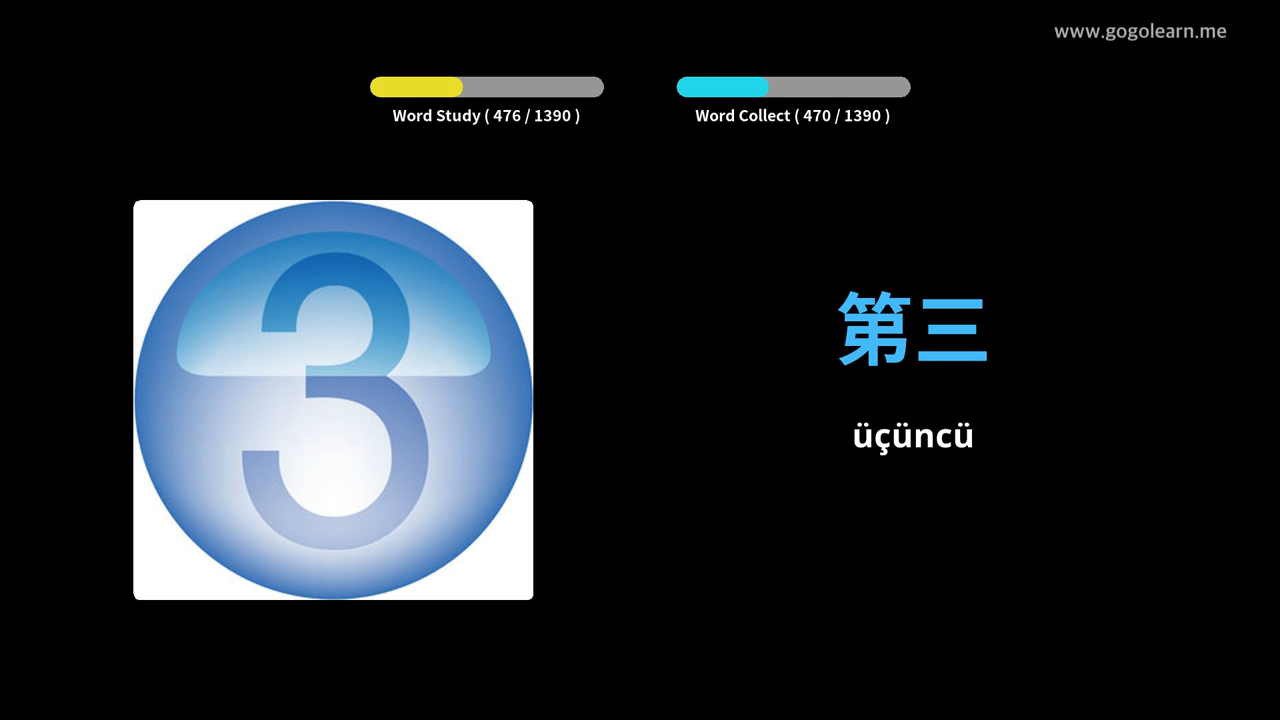 www.gogolearn.me
Word Study ( 476 / 1390 )
Word Collect ( 470 / 1390 )
3
第三
üçüncü